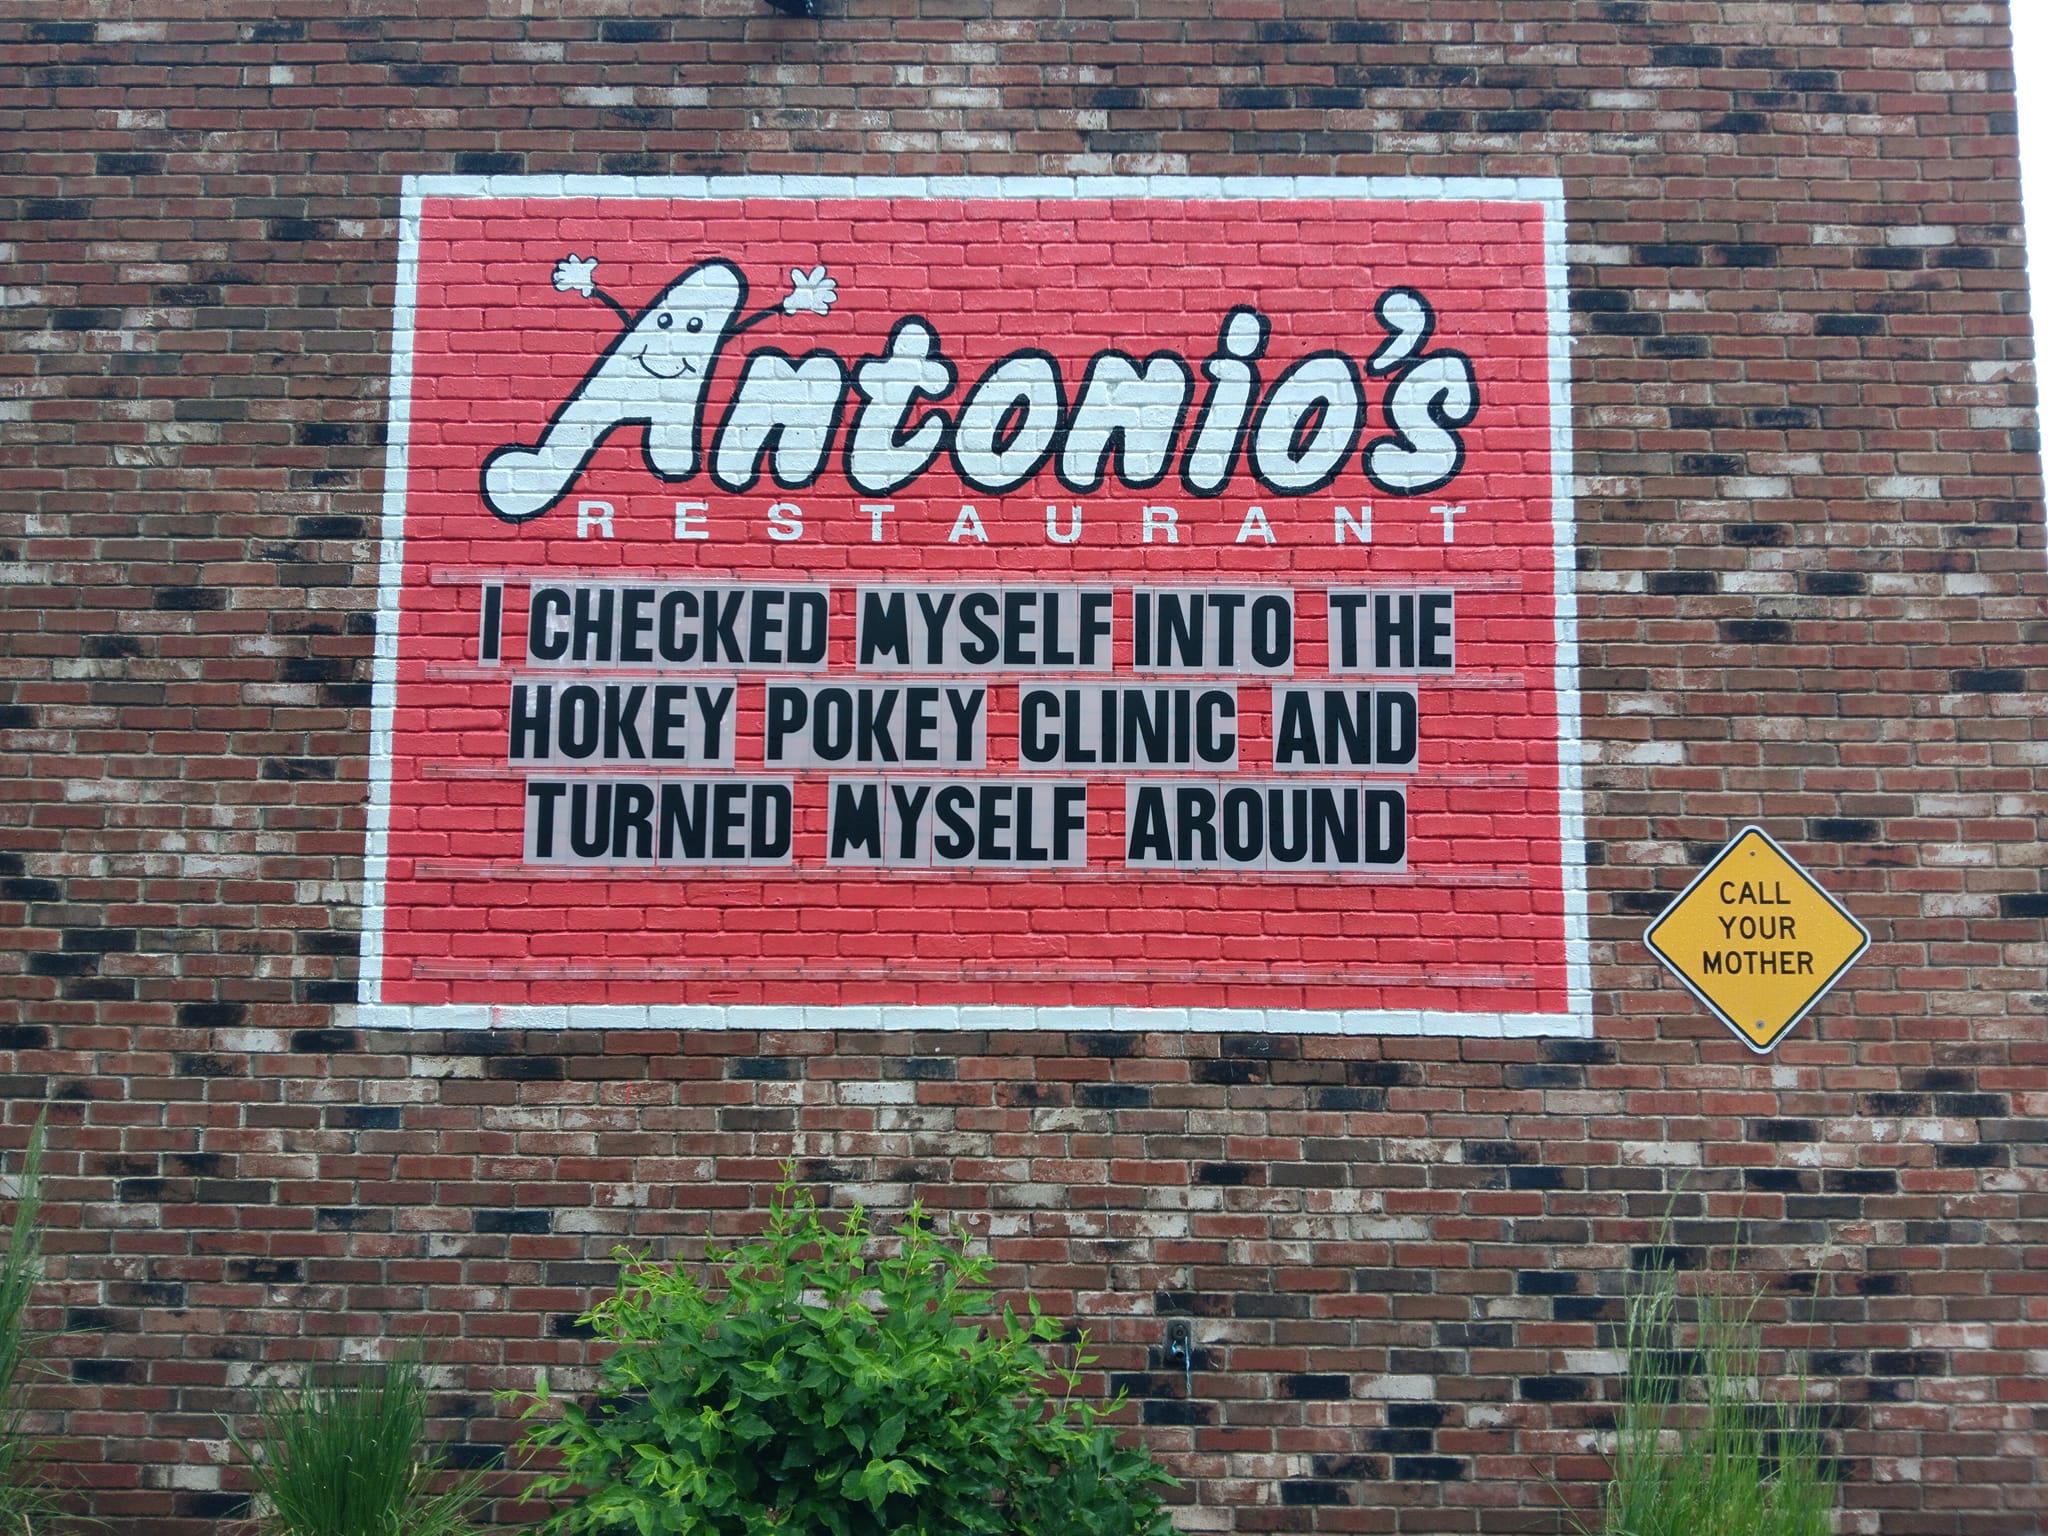 Antonio's
RESTAURANT
I CHECKED MYSELF INTO THE
HOKEY POKEY CLINIC AND
TURNED MYSELF AROUND
CALL
YOUR
MOTHER